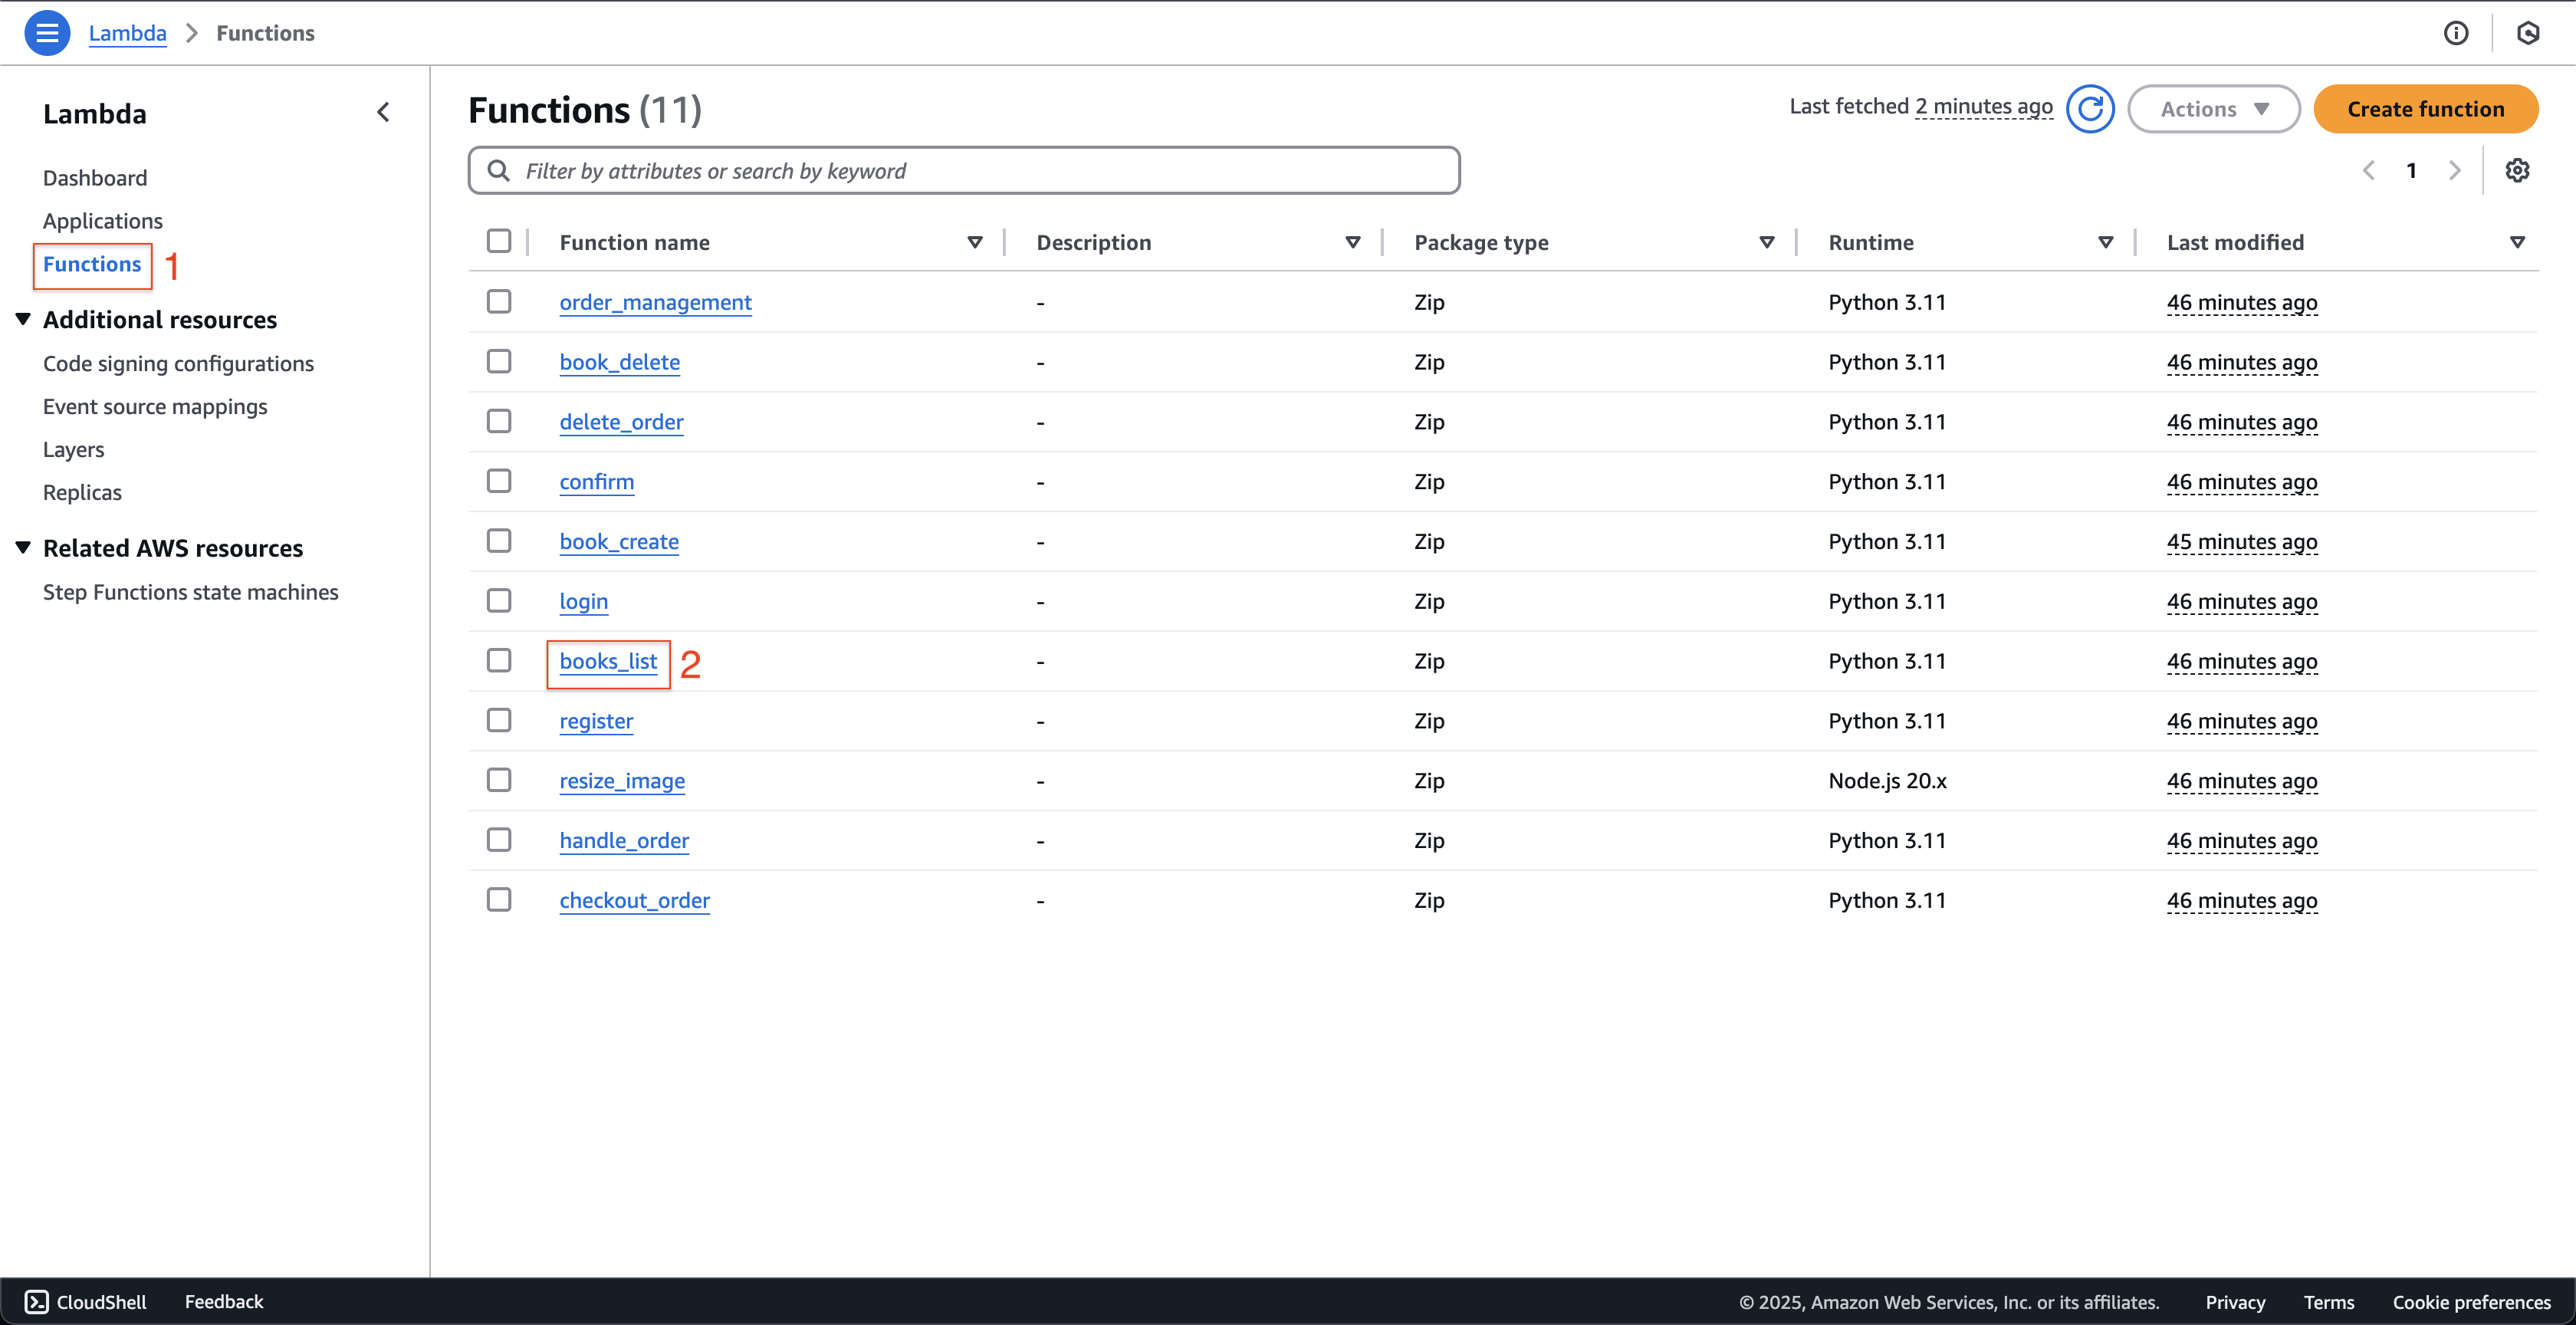 Lambda > Functions
Lambda
Dashboard
Applications
Functions 1
Additional resources
Code signing configurations
Event source mappings
Layers
Replicas
Related AWS resources
Step Functions state machines
Functions (11)
Last fetched 2 minutes ago Actions Create function
Filter by attributes or search by keyword
1
Function name Description Package type Runtime Last modified
order_management - Zip Python 3.11 46 minutes ago
book_delete - Zip Python 3.11 46 minutes ago
delete_order - Zip Python 3.11 46 minutes ago
confirm - Zip Python 3.11 46 minutes ago
book_create - Zip Python 3.11 45 minutes ago
login - Zip Python 3.11 46 minutes ago
books_list 2 - Zip Python 3.11 46 minutes ago
register - Zip Python 3.11 46 minutes ago
resize_image - Zip Node.js 20.x 46 minutes ago
handle_order - Zip Python 3.11 46 minutes ago
checkout_order - Zip Python 3.11 46 minutes ago
CloudShell Feedback © 2025, Amazon Web Services, Inc. or its affiliates. Privacy Terms Cookie preferences